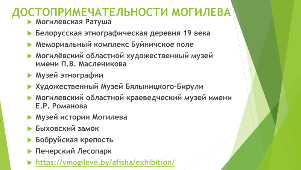 ДОСТОПРИМЕЧАТЕЛЬНОСТИ МОГИЛЕВА
Могилевская Ратуша
Белорусская этнографическая деревня 19 века
Мемориальный комплекс Буйничское поле
Могилёвский областной художественный музей
имени П.В. Масленикова
Музей этнографии
Художественный Музей Бялыницкого-Бирули
Могилевский областной краеведческий музей имени
Е.Р. Романова
Музей истории Могилева
Быховский замок
Бобруйская крепость
Печерский Лесопарк
https://vmogileve.by/afisha/exhibition/